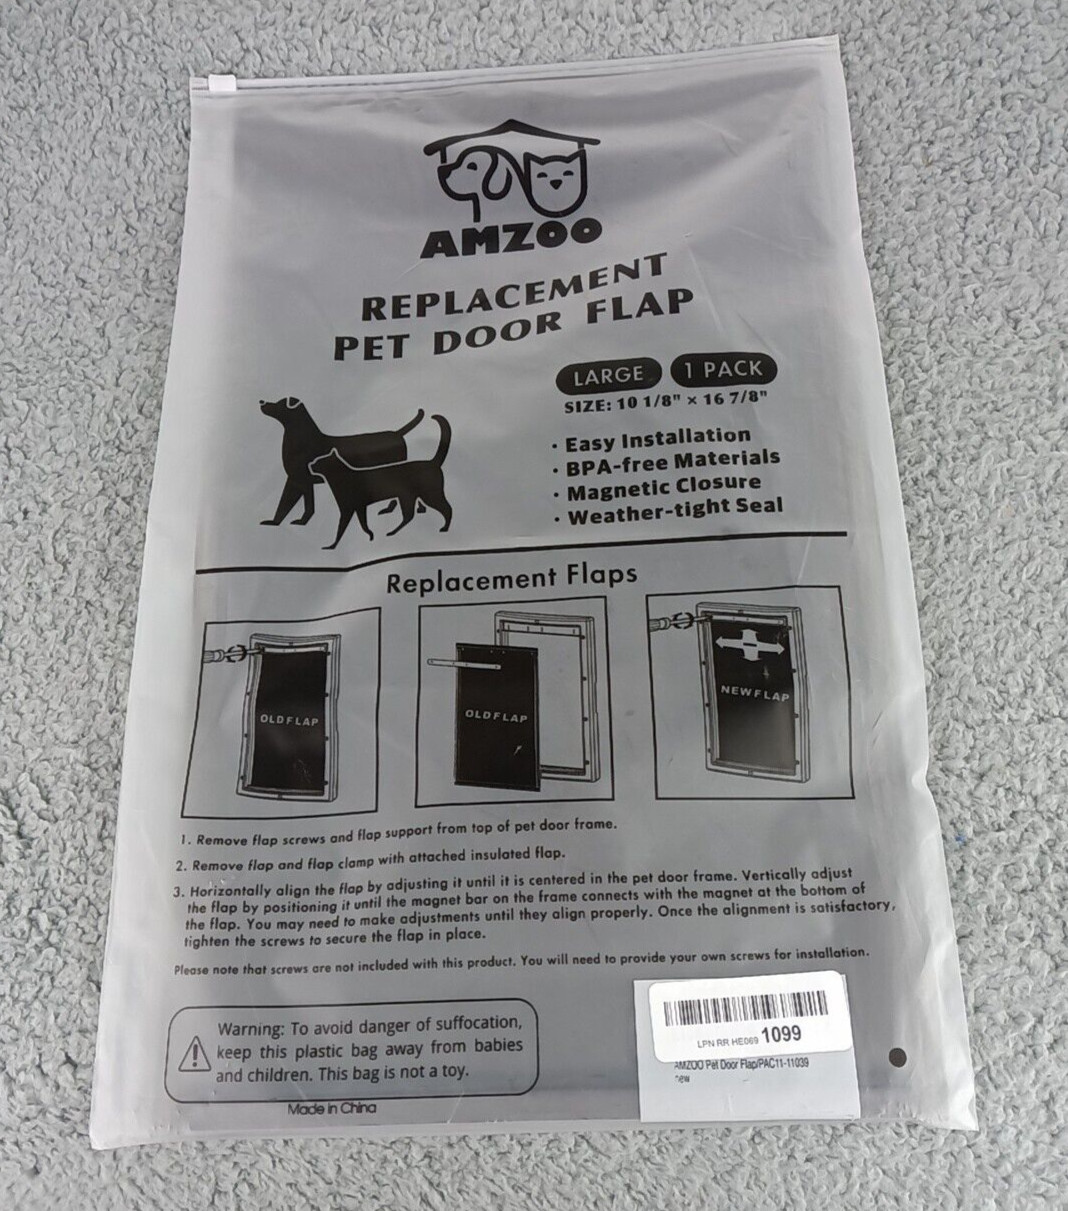 AMZOO
REPLACEMENT
PET DOOR FLAP
LARGE 1 PACK
SIZE: 10 1/8" × 16 7/8"
· Easy Installation
· BPA-free Materials
· Magnetic Closure
· Weather-tight Seal
Replacement Flaps
OLD FLAP
OLD FLAP
NEW FLAP
1. Remove flap screws and flap support from top of pet door frame.
2. Remove flap and flap clamp with attached insulated flap.
3. Horizontally align the flap by adjusting it until it is centered in the pet door frame. Vertically adjust
the flap by positioning it until the magnet bar on the frame connects with the magnet at the bottom of
the flap. You may need to make adjustments until they align properly. Once the alignment is satisfactory,
tighten the screws to secure the flap in place.
Please note that screws are not included with this product. You will need to provide your own screws for installation.
Warning: To avoid danger of suffocation,
keep this plastic bag away from babies
and children. This bag is not a toy.
Made in China
LPN RR HE069 1099
AMZOO Pet Door Flap/PAC11-11039
new